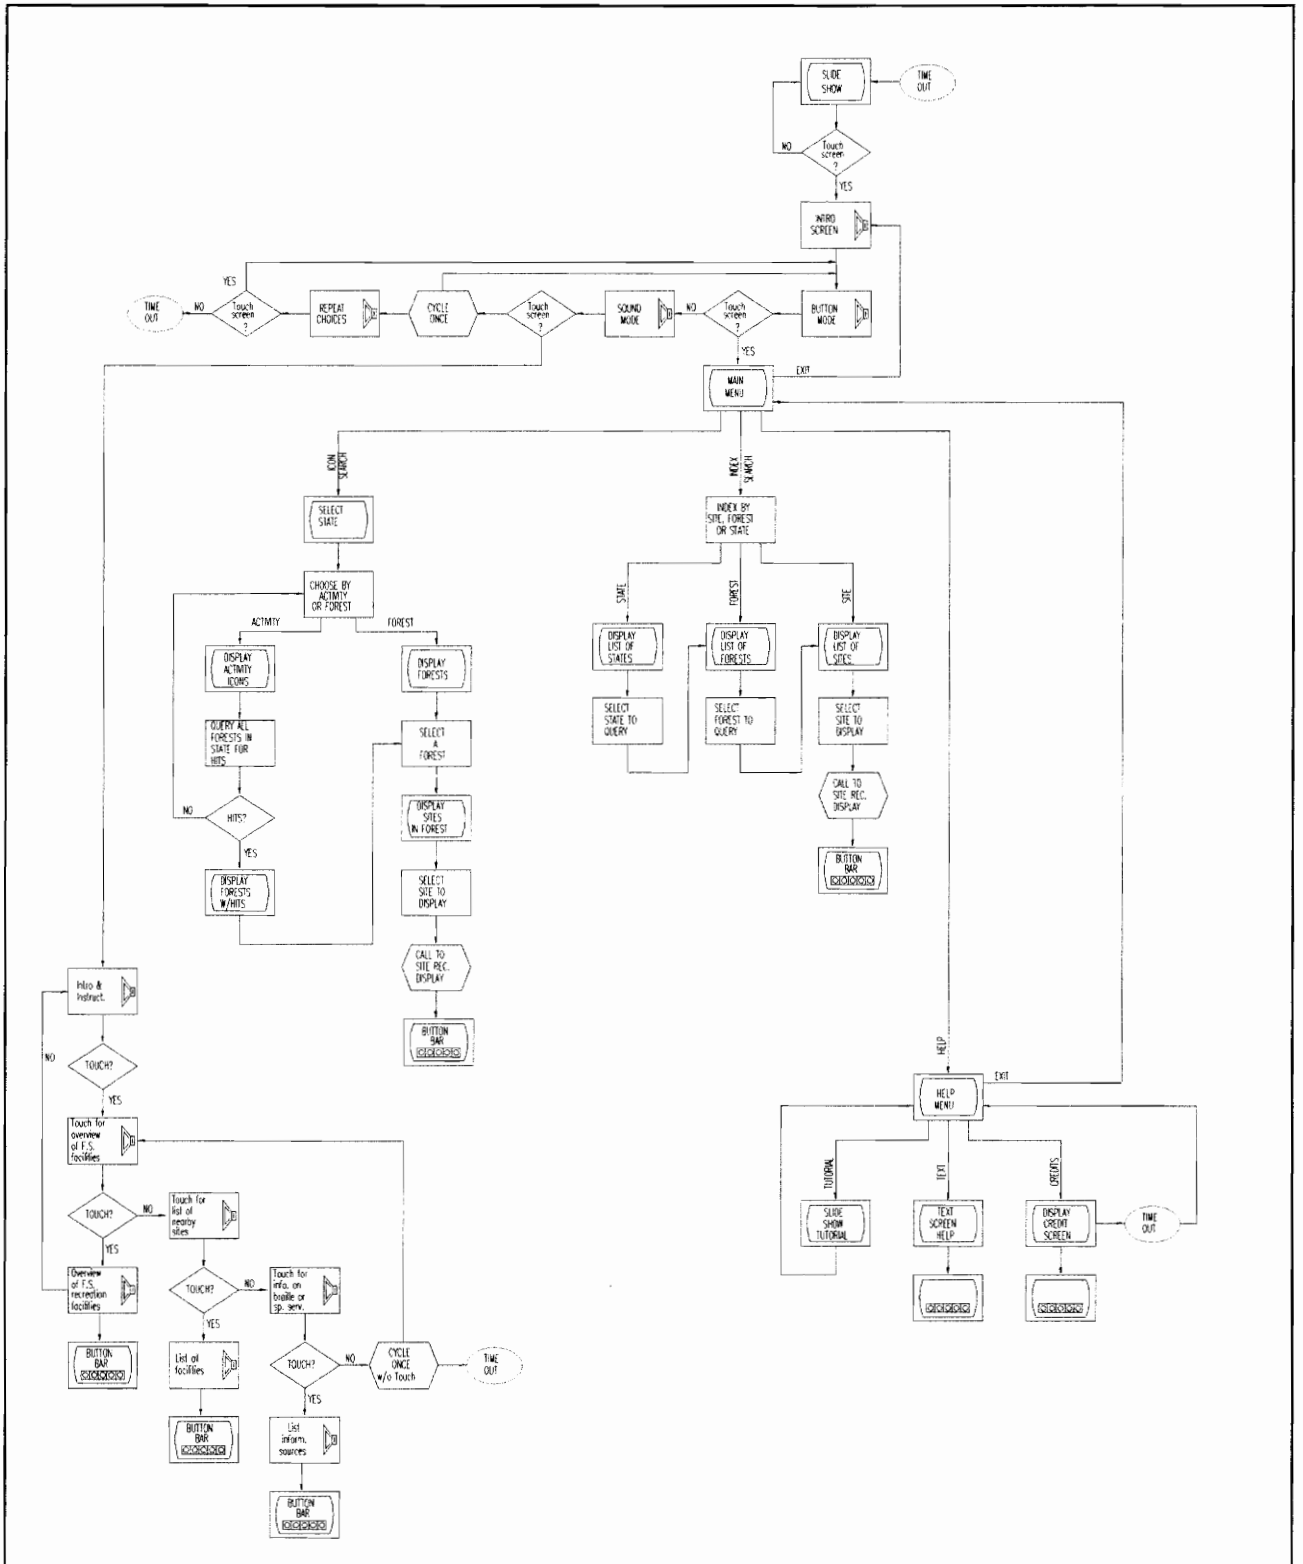 SLIDE
SHOW
TIME
OUT
Touch
screen
?
NO
YES
INTRO
SCREEN
YES
TIME
OUT
NO
Touch
screen
?
REPEAT
CHOICES
CYCLE
ONCE
Touch
screen
?
SOUND
MODE
NO
Touch
screen
?
BUTTON
MODE
YES
MAIN
MENU
EXIT
ICON
SEARCH
INDEX
SEARCH
SELECT
STATE
INDEX BY
SITE, FOREST
OR STATE
CHOOSE BY
ACTIVITY
OR FOREST
STATE
FOREST
SITE
ACTIVITY
FOREST
DISPLAY
ACTIVITY
ICONS
DISPLAY
FORESTS
DISPLAY
LIST OF
STATES
DISPLAY
LIST OF
FORESTS
DISPLAY
LIST OF
SITES
QUERY ALL
FORESTS IN
STATE FOR
HITS
SELECT
A
FOREST
SELECT
STATE TO
QUERY
SELECT
FOREST TO
QUERY
SELECT
SITE TO
DISPLAY
NO
HITS?
YES
DISPLAY
SITES
IN FOREST
CALL TO
SITE REC.
DISPLAY
DISPLAY
FORESTS
W/HITS
SELECT
SITE TO
DISPLAY
BUTTON
BAR
CALL TO
SITE REC.
DISPLAY
BUTTON
BAR
Intro &
Instruct.
NO
TOUCH?
YES
HELP
HELP
MENU
EXIT
Touch for
overview
of F.S.
facilities
TOUCH?
NO
YES
Touch for
list of
nearby
sites
TUTORIAL
TEXT
CREDITS
SLIDE
SHOW
TUTORIAL
TEXT
SCREEN
HELP
DISPLAY
CREDIT
SCREEN
TIME
OUT
Overview
of F.S.
recreation
facilities
TOUCH?
NO
YES
Touch for
info. on
braille or
sp. serv.
BUTTON
BAR
List of
facilities
TOUCH?
NO
YES
CYCLE
ONCE
w/o Touch
TIME
OUT
BUTTON
BAR
List
inform.
sources
BUTTON
BAR